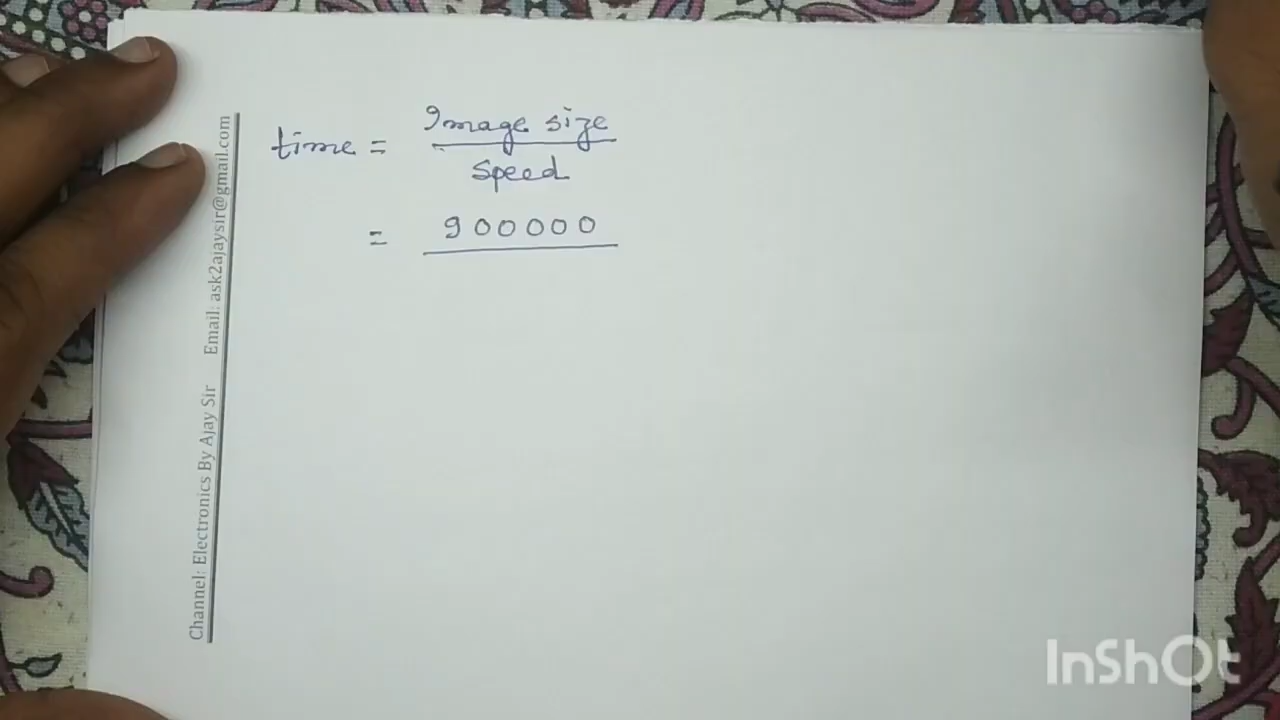 time = Image size
speed
= 900000
Channel: Electronics By Ajay Sir Email: ask2ajaysir@gmail.com
InShOt